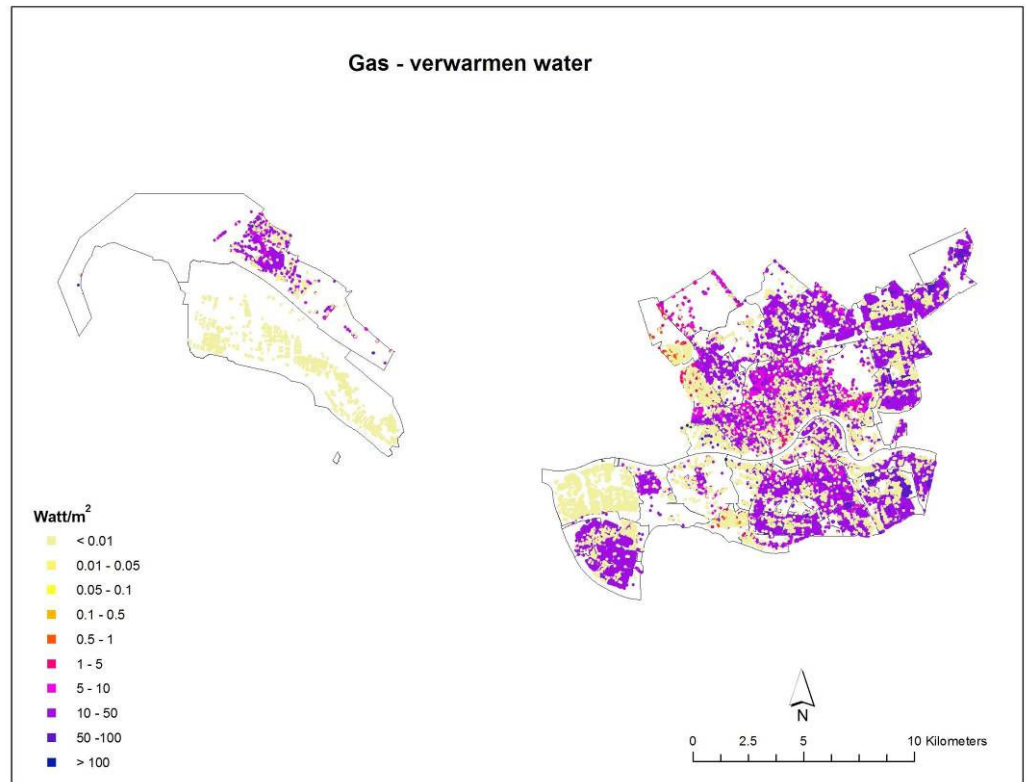 Gas - verwarmen water
Watt/m²
< 0.01
0.01 - 0.05
0.05 - 0.1
0.1 - 0.5
0.5 - 1
1 - 5
5 - 10
10 - 50
50 -100
> 100
N
0 2.5 5 10 Kilometers